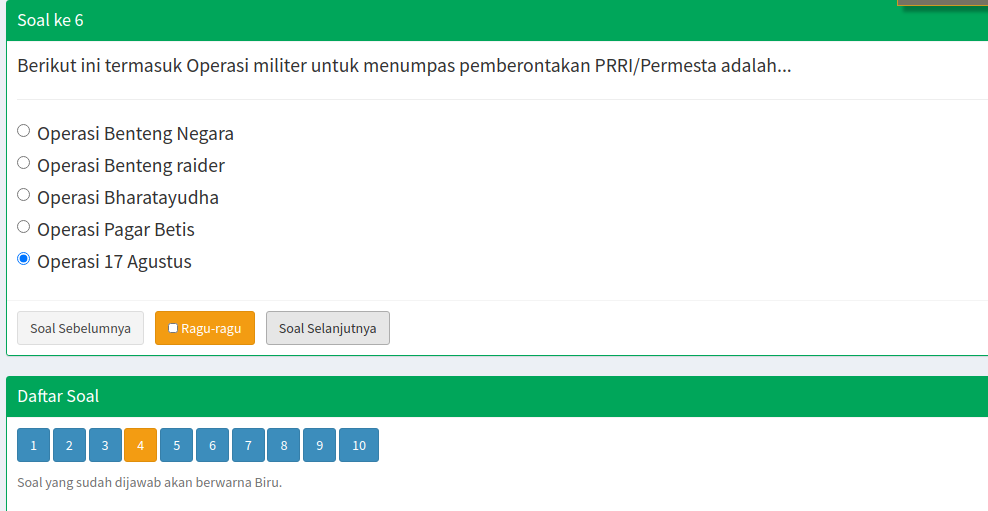 Soal ke 6
Berikut ini termasuk Operasi militer untuk menumpas pemberontakan PRRI/Permesta adalah...
Operasi Benteng Negara
Operasi Benteng raider
Operasi Bharatayudha
Operasi Pagar Betis
Operasi 17 Agustus
Soal Sebelumnya Ragu-ragu Soal Selanjutnya
Daftar Soal
1 2 3 4 5 6 7 8 9 10
Soal yang sudah dijawab akan berwarna Biru.